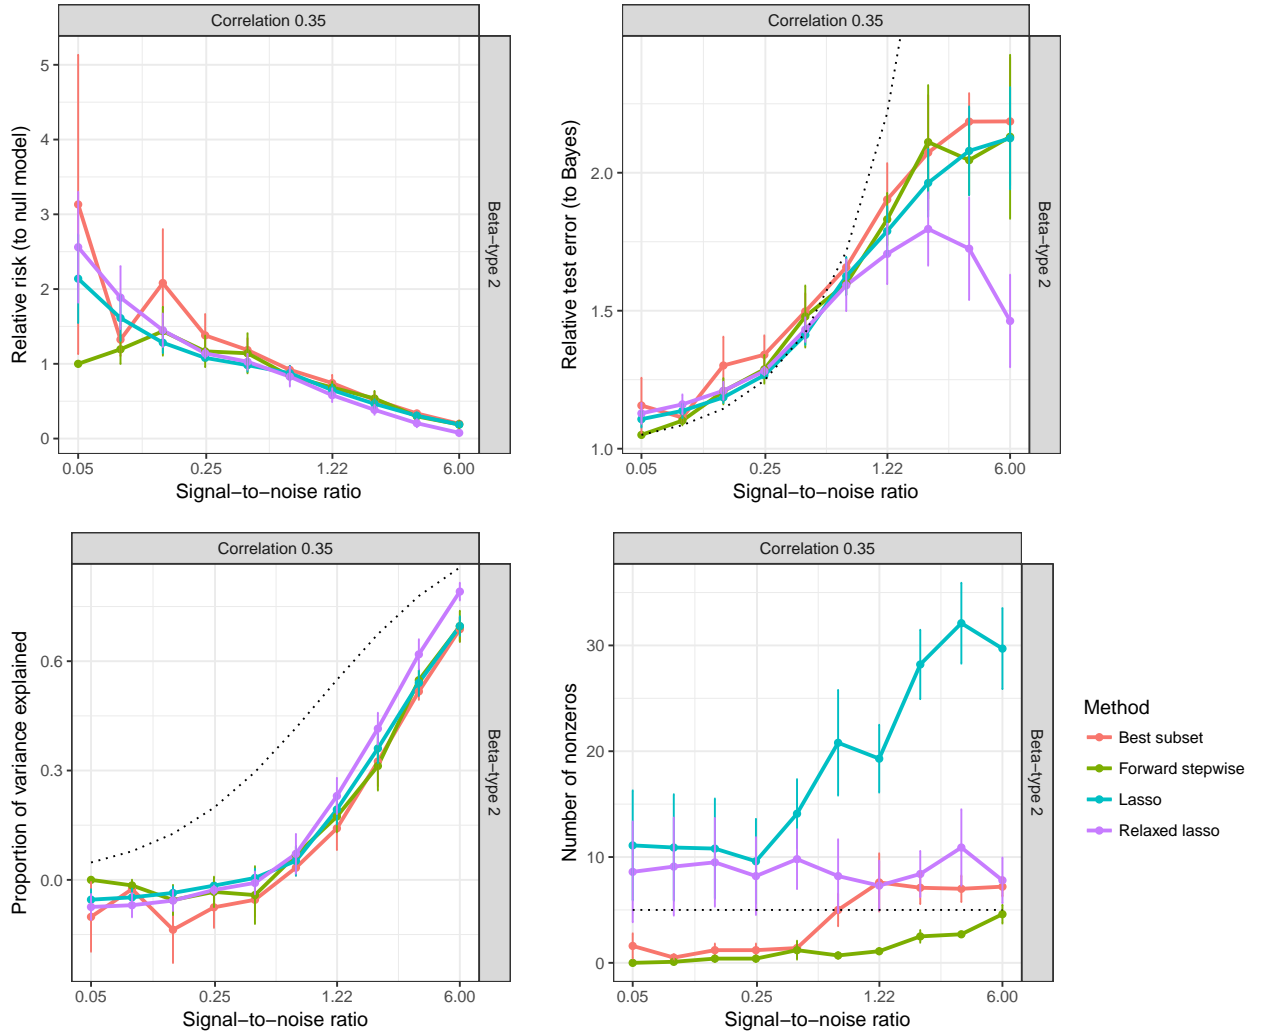 Correlation 0.35
Beta−type 2
Relative risk (to null model)
5
4
3
2
1
0
0.05
0.25
1.22
6.00
Signal−to−noise ratio
Correlation 0.35
Beta−type 2
Relative test error (to Bayes)
2.0
1.5
1.0
0.05
0.25
1.22
6.00
Signal−to−noise ratio
Correlation 0.35
Beta−type 2
Proportion of variance explained
0.6
0.3
0.0
0.05
0.25
1.22
6.00
Signal−to−noise ratio
Correlation 0.35
Beta−type 2
Number of nonzeros
30
20
10
0
0.05
0.25
1.22
6.00
Signal−to−noise ratio
Method
Best subset
Forward stepwise
Lasso
Relaxed lasso